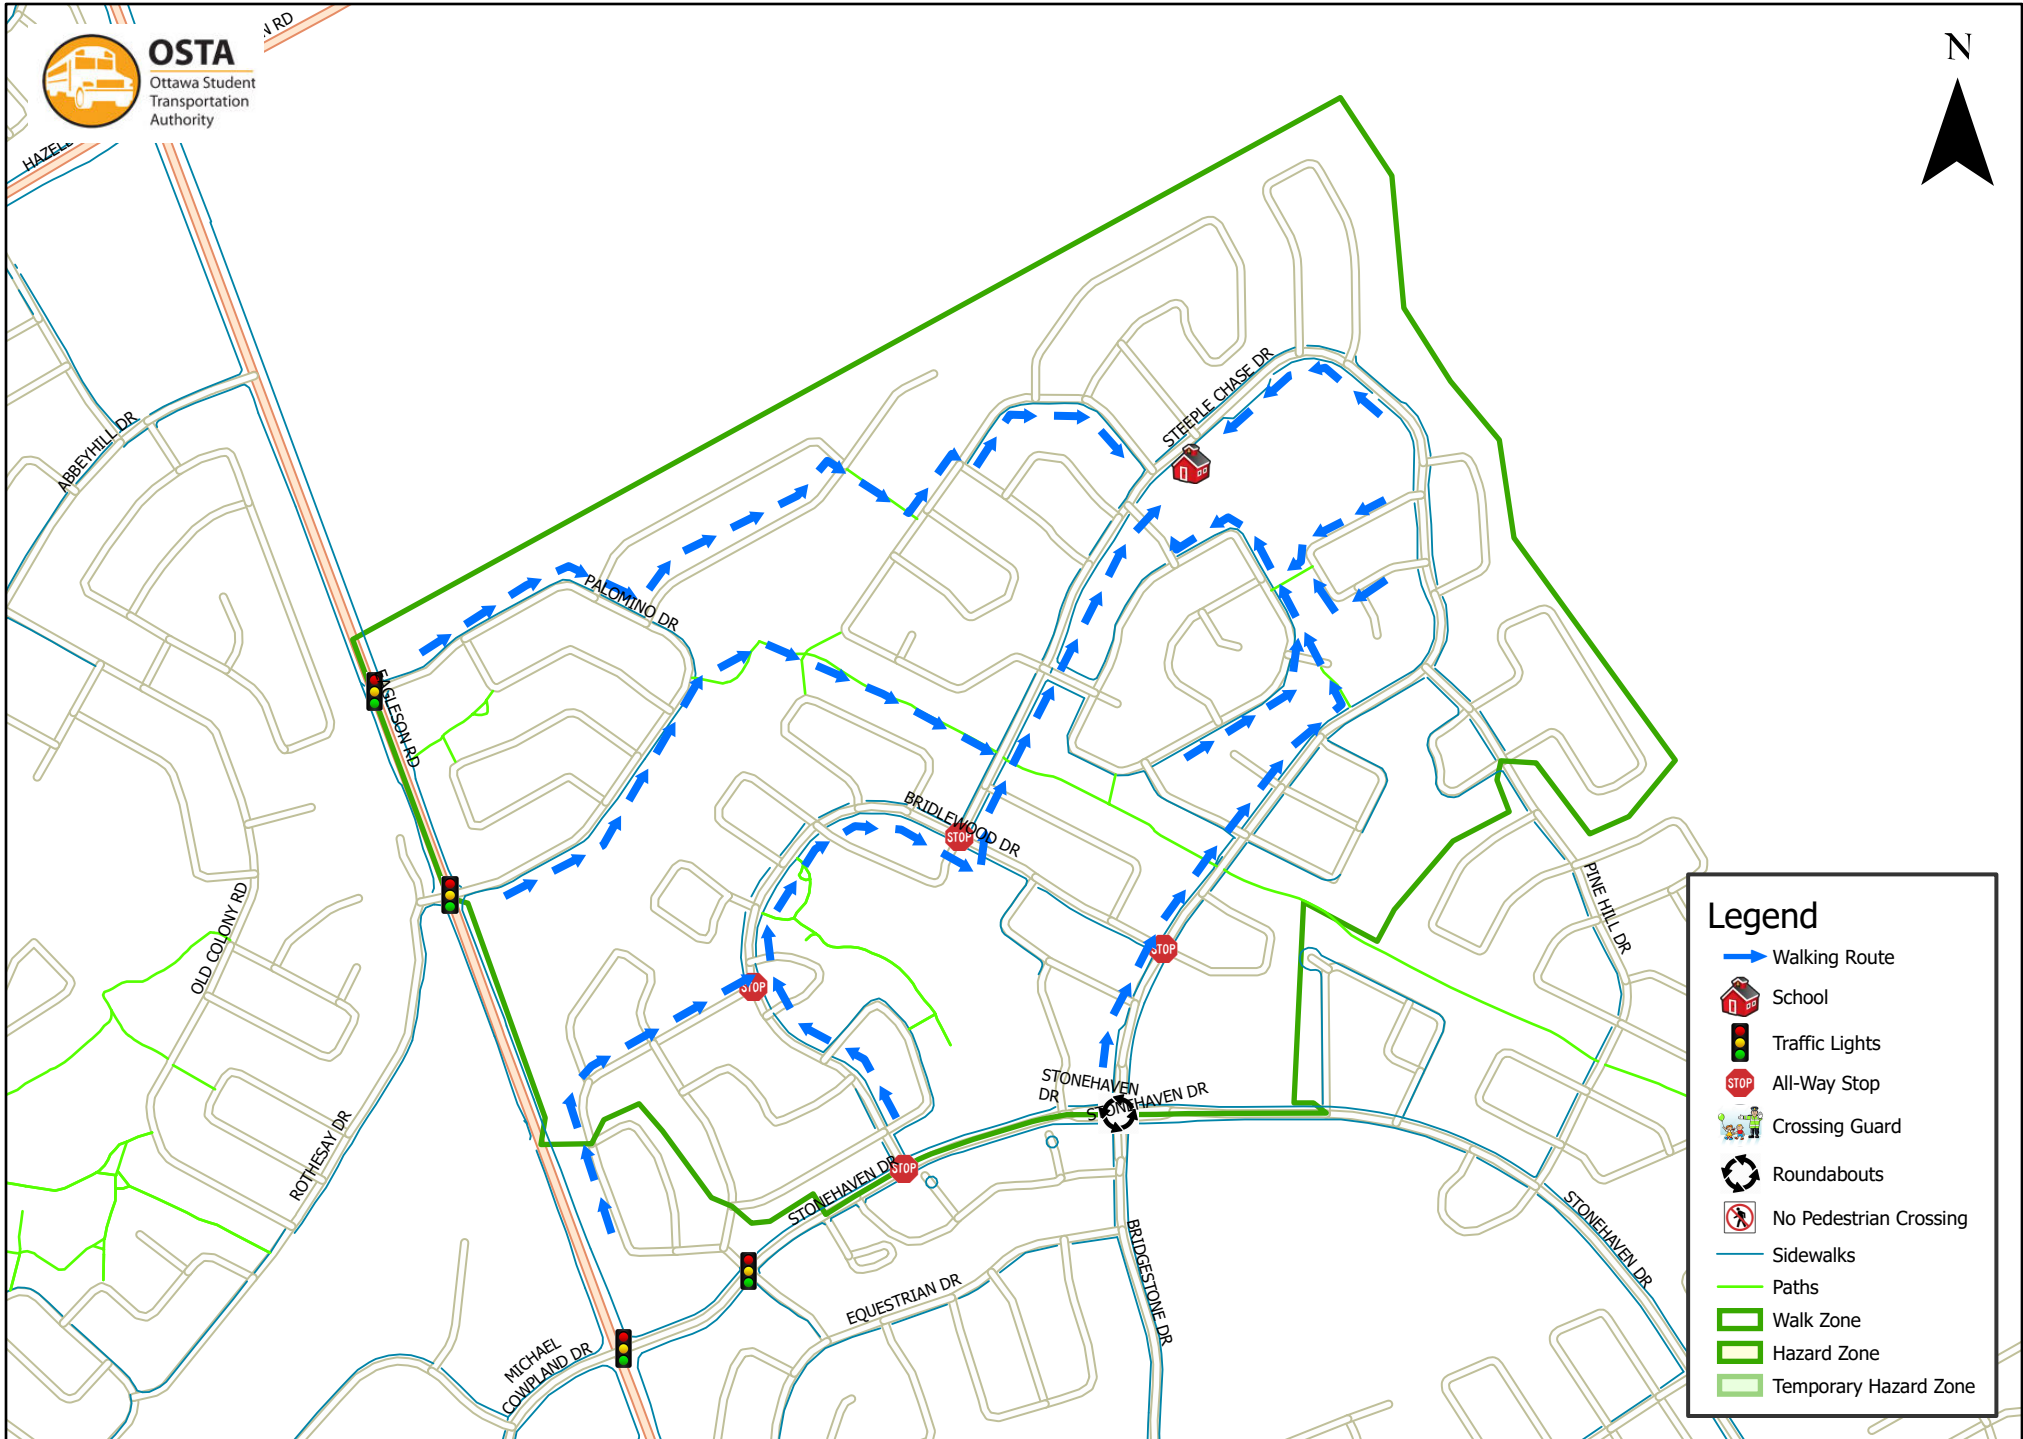 OSTA
Ottawa Student
Transportation
Authority
N RD
N
HAZEL
ABBEYHILL DR
STEEPLE CHASE DR
PALOMINO DR
EAGLESON RD
BRIDLEWOOD DR
STOP
OLD COLONY RD
STOP
STOP
PINE HILL DR
ROTHESAY DR
STONEHAVEN
DR
STONEHAVEN DR
STOP
STONEHAVEN DR
STONEHAVEN DR
BRIDGESTONE DR
EQUESTRIAN DR
MICHAEL
COWPLAND DR
Legend
Walking Route
School
Traffic Lights
STOP
All-Way Stop
Crossing Guard
Roundabouts
No Pedestrian Crossing
Sidewalks
Paths
Walk Zone
Hazard Zone
Temporary Hazard Zone